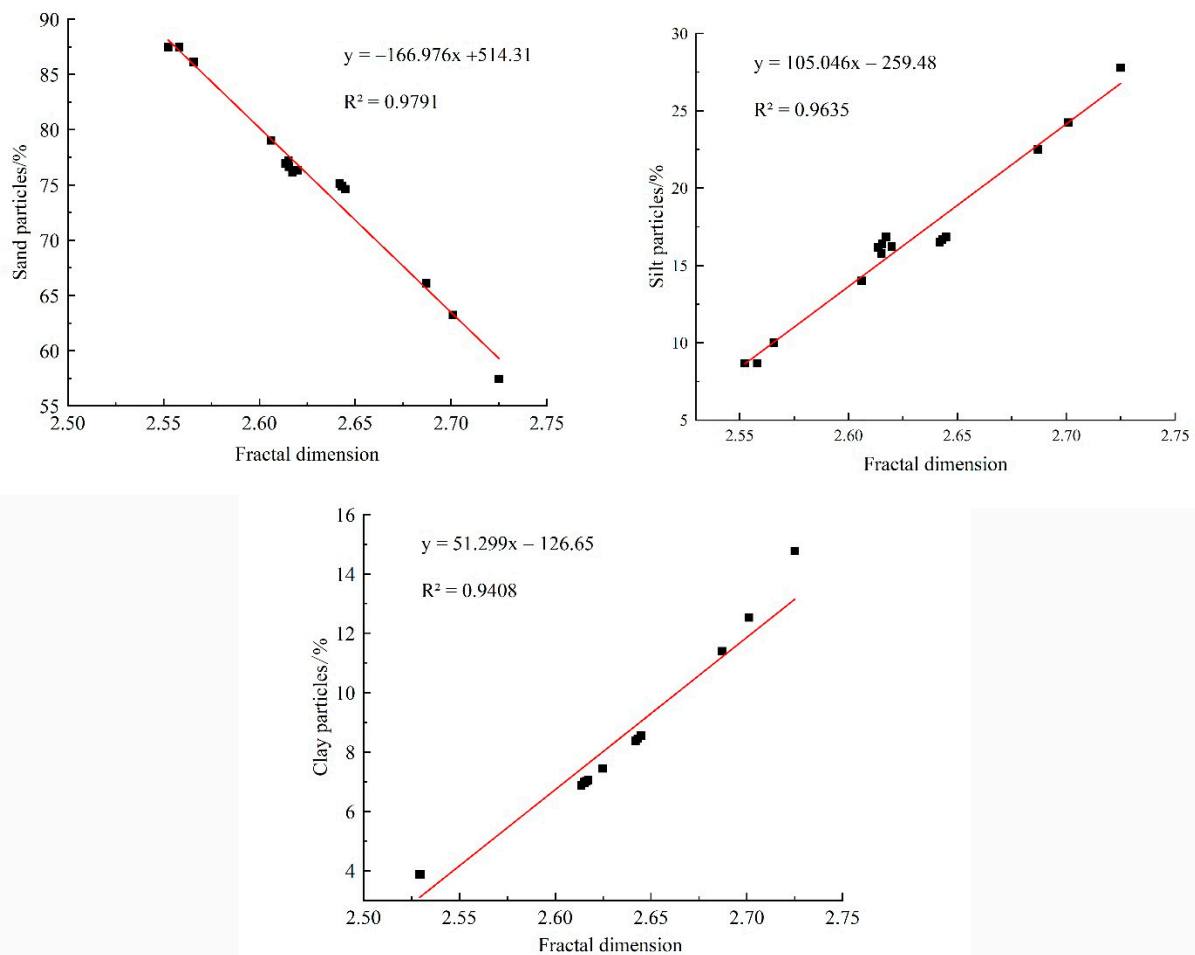 y = −166.976x +514.31
R² = 0.9791
Sand particles/%
90
85
80
75
70
65
60
55
2.50 2.55 2.60 2.65 2.70 2.75
Fractal dimension
y = 105.046x − 259.48
R² = 0.9635
Silt particles/%
30
25
20
15
10
5
2.55 2.60 2.65 2.70 2.75
Fractal dimension
y = 51.299x − 126.65
R² = 0.9408
Clay particles/%
16
14
12
10
8
6
4
2.50 2.55 2.60 2.65 2.70 2.75
Fractal dimension